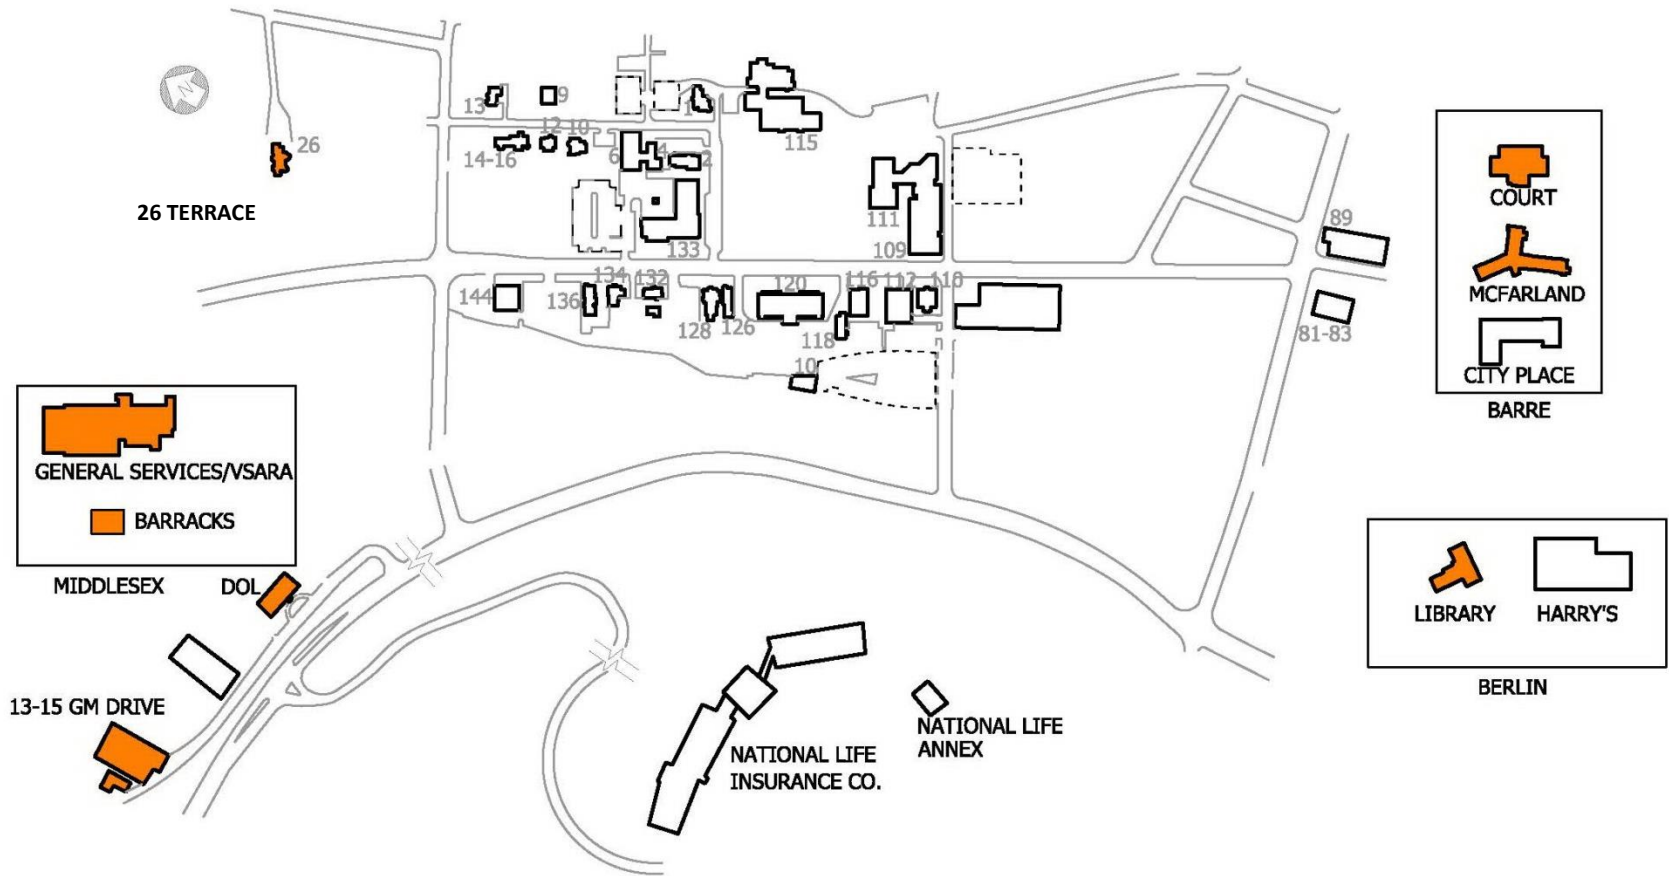 N
13
9
1
115
26
12
10
14-16
6
4
2
26 TERRACE
111
133
109
89
134
132
120
116
112
110
144
136
128
126
118
81-83
10
COURT
MCFARLAND
CITY PLACE
BARRE
GENERAL SERVICES/VSARA
BARRACKS
MIDDLESEX
DOL
LIBRARY
HARRY'S
BERLIN
13-15 GM DRIVE
NATIONAL LIFE
INSURANCE CO.
NATIONAL LIFE
ANNEX